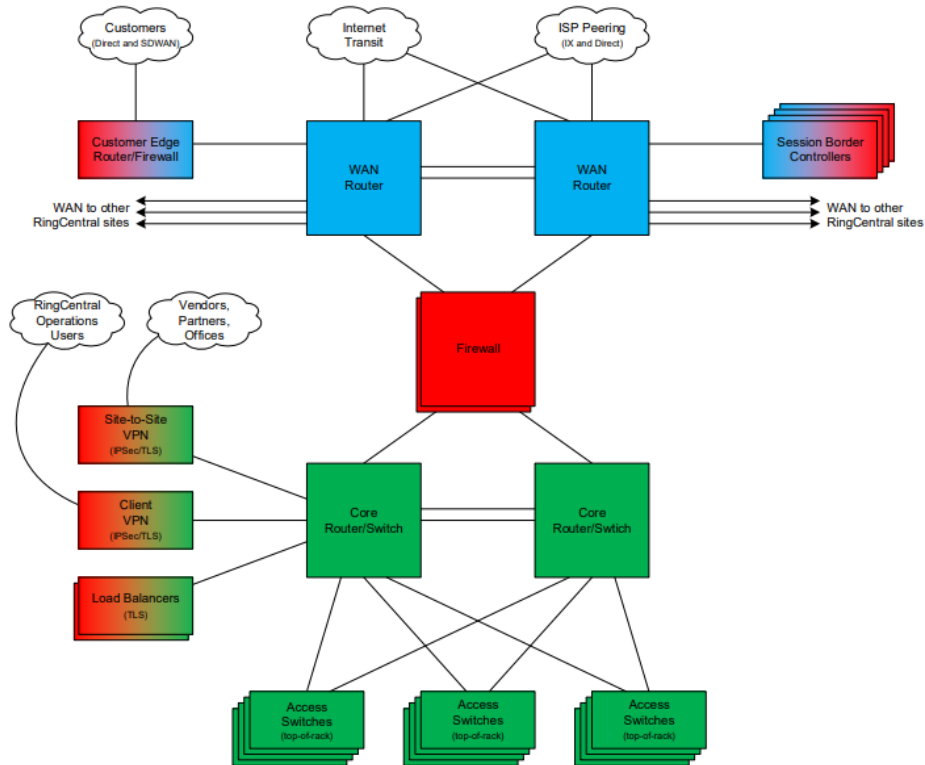 Customers
(Direct and SDWAN)
Internet
Transit
ISP Peering
(IX and Direct)
Customer Edge
Router/Firewall
WAN
Router
WAN
Router
Session Border
Controllers
WAN to other
RingCentral sites
WAN to other
RingCentral sites
RingCentral
Operations
Users
Vendors,
Partners,
Offices
Firewall
Site-to-Site
VPN
(IPSec/TLS)
Client
VPN
(IPSec/TLS)
Core
Router/Switch
Core
Router/Swtich
Load Balancers
(TLS)
Access
Switches
(top-of-rack)
Access
Switches
(top-of-rack)
Access
Switches
(top-of-rack)